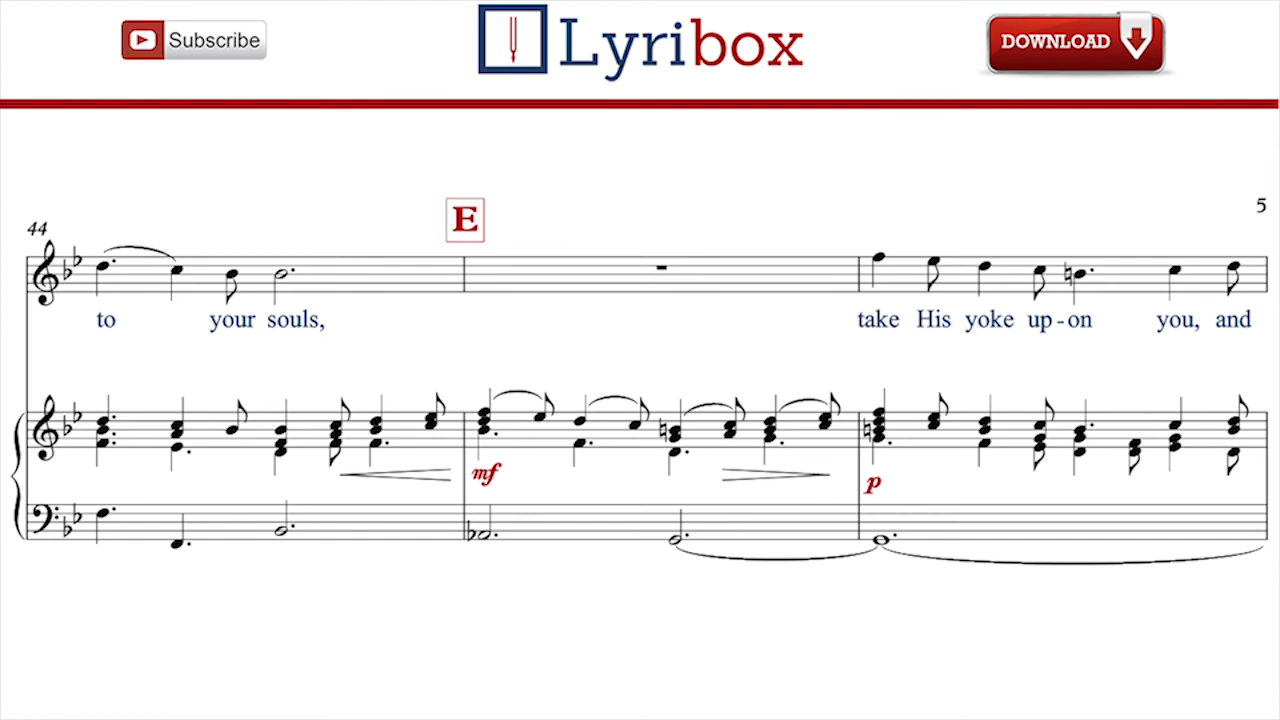 Subscribe
Lyribox
DOWNLOAD
5
44
E
to your souls, take His yoke up-on you, and
mf
p